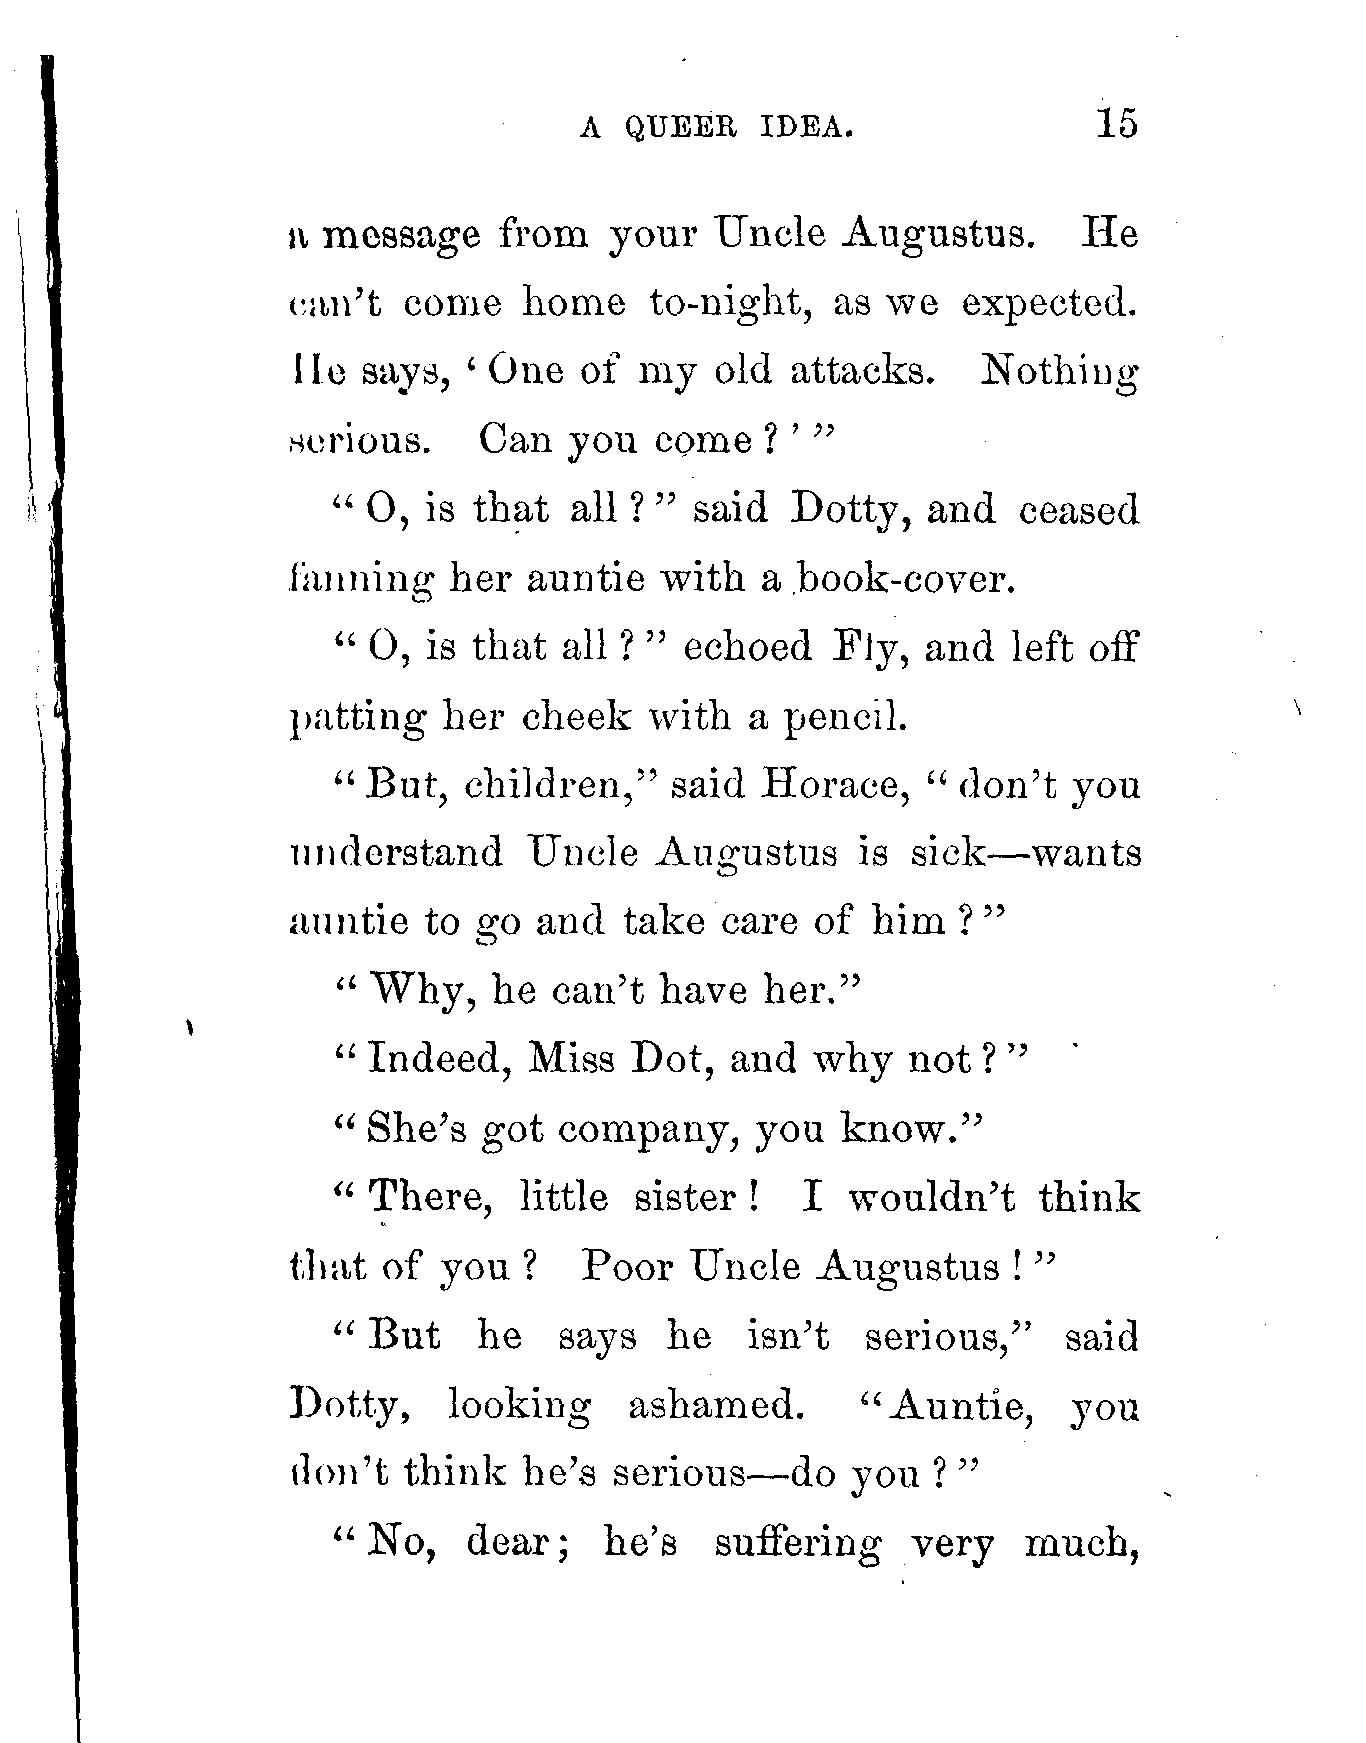 A QUEER IDEA. 15
a message from your Uncle Augustus. He
can't come home to-night, as we expected.
He says, ‘One of my old attacks. Nothing
serious. Can you come?’”
“O, is that all?” said Dotty, and ceased
fanning her auntie with a book-cover.
“O, is that all?” echoed Fly, and left off
patting her cheek with a pencil.
“But, children,” said Horace, “don't you
understand Uncle Augustus is sick—wants
auntie to go and take care of him?”
“Why, he can't have her.”
“Indeed, Miss Dot, and why not?”
“She's got company, you know.”
“There, little sister! I wouldn't think
that of you? Poor Uncle Augustus!”
“But he says he isn't serious,” said
Dotty, looking ashamed. “Auntie, you
don't think he's serious—do you?”
“No, dear; he's suffering very much,